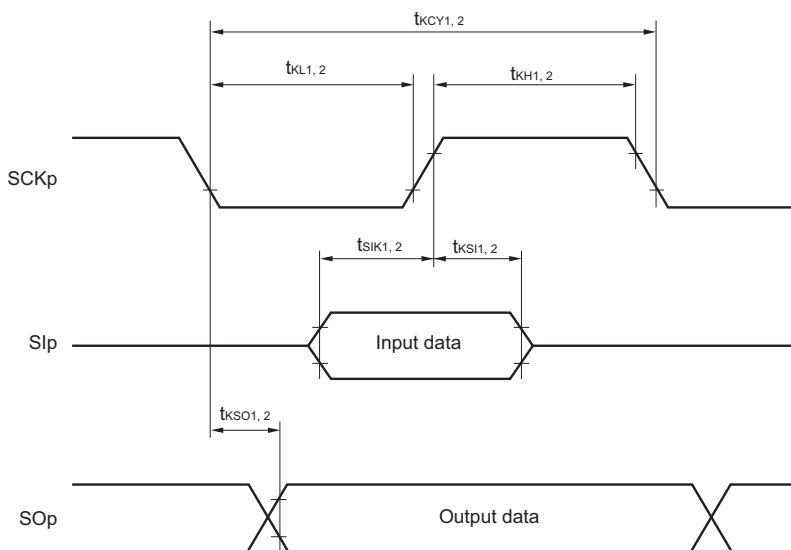 tKCY1, 2
tKL1, 2
tKH1, 2
SCKp
tSIK1, 2
tKSI1, 2
SIp
Input data
tKSO1, 2
SOp
Output data